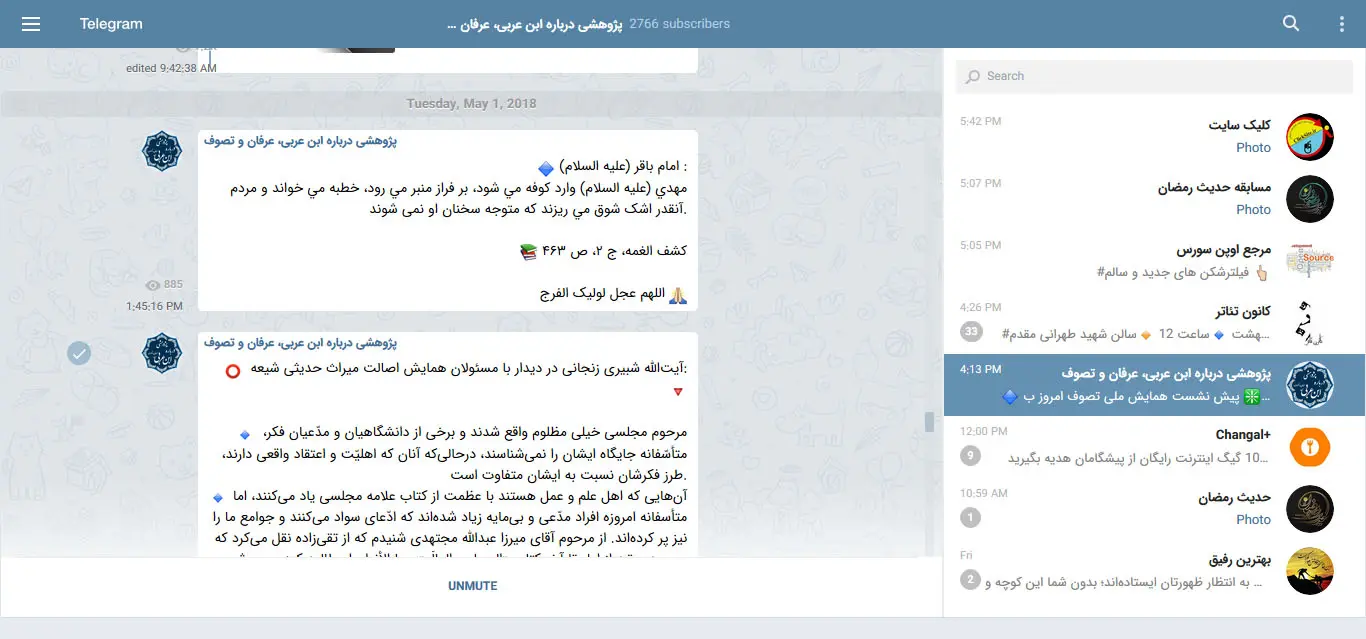 Telegram
پژوهشی درباره ابن عربی، عرفان ... 2766 subscribers
edited 9:42:38 AM
Tuesday, May 1, 2018
پژوهشی درباره ابن عربی، عرفان و تصوف
🔷 امام باقر (علیه السلام) :
مهدي (علیه السلام) وارد کوفه مي شود، بر فراز منبر مي رود، خطبه مي خواند و مردم
آنقدر اشک شوق مي ریزند که متوجه سخنان او نمی شوند.
کشف الغمه، ج ۲، ص ۴۶۳ 📚
🙏 اللهم عجل لولیک الفرج
885
1:45:16 PM
پژوهشی درباره ابن عربی، عرفان و تصوف
⭕ آیت‌الله شبیری زنجانی در دیدار با مسئولان همایش اصالت میراث حدیثی شیعه:
🔻
🔹 مرحوم مجلسی خیلی مظلوم واقع شدند و برخی از دانشگاهیان و مدّعیان فکر،
متأسّفانه جایگاه ایشان را نمی‌شناسند، درحالی‌که آنان که اهلیّت و اعتقاد واقعی دارند،
طرز فکرشان نسبت به ایشان متفاوت است.
🔹 آن‌هایی که اهل علم و عمل هستند با عظمت از کتاب علامه مجلسی یاد می‌کنند، اما
متأسفانه امروزه افراد مدّعی و بی‌مایه زیاد شده‌اند که ادّعای سواد می‌کنند و جوامع ما را
نیز پر کرده‌اند. از مرحوم آقای میرزا عبدالله مجتهدی شنیدم که از تقی‌زاده نقل می‌کرد که
UNMUTE
Search
کلیک سایت 5:42 PM
Photo
مسابقه حدیث رمضان 5:07 PM
Photo
مرجع اوپن سورس 5:05 PM
👆🏻 فیلترشکن های جدید و سالم#
کانون تئاتر 4:26 PM
...هشت 🔹 ساعت 12 🔸 سالن شهید طهرانی مقدم# 33
پژوهشی درباره ابن عربی، عرفان و تصوف 4:13 PM
...❇️ پیش نشست همایش ملی تصوف امروز ب 🔷
Changal+ 12:00 PM
...10 گیگ اینترنت رایگان از پیشگامان هدیه بگیرید 9
حدیث رمضان 10:59 AM
Photo 1
بهترین رفیق Fri
... به انتظار ظهورتان ایستاده‌اند؛ بدون شما این کوچه و 2